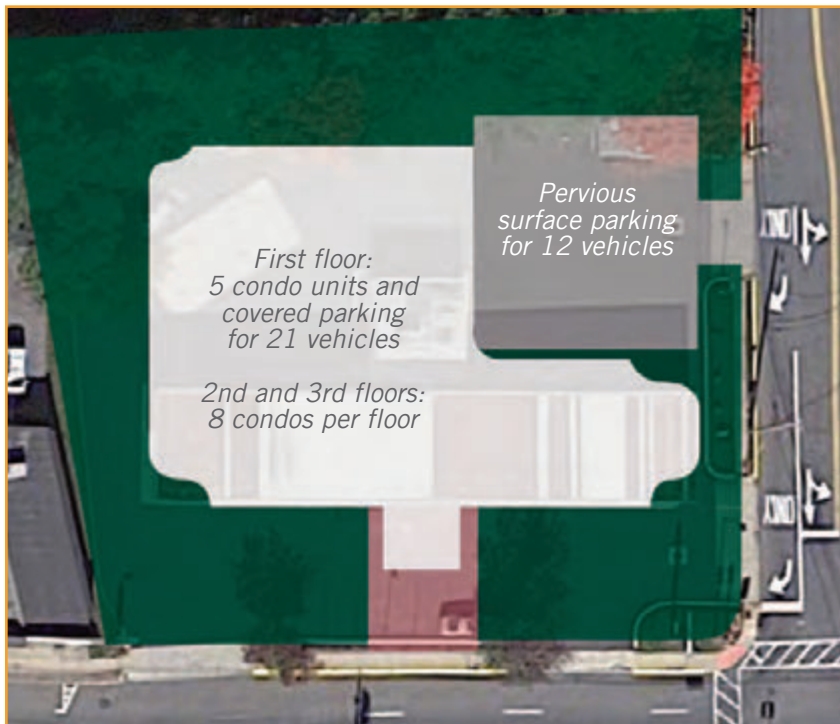 First floor:
5 condo units and
covered parking
for 21 vehicles
2nd and 3rd floors:
8 condos per floor
Pervious
surface parking
for 12 vehicles
ONLY
ONLY